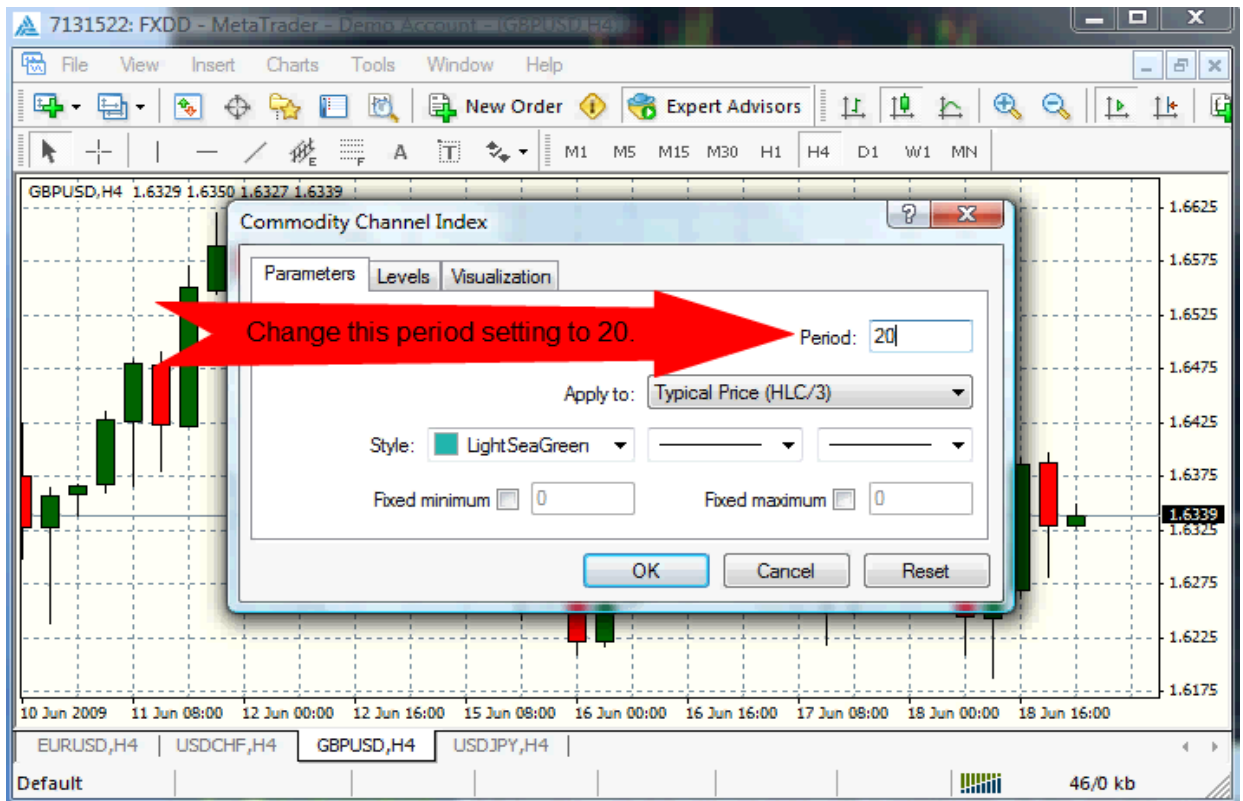 7131522: FXDD - MetaTrader - Demo Account - [GBPUSD,H4]
File View Insert Charts Tools Window Help
New Order Expert Advisors
E F A T M1 M5 M15 M30 H1 H4 D1 W1 MN
GBPUSD,H4 1.6329 1.6350 1.6327 1.6339
Commodity Channel Index
Parameters Levels Visualization
Change this period setting to 20.
Period: 20
Apply to: Typical Price (HLC/3)
Style: LightSeaGreen
Fixed minimum 0 Fixed maximum 0
OK Cancel Reset
1.6625
1.6575
1.6525
1.6475
1.6425
1.6375
1.6339
1.6325
1.6275
1.6225
1.6175
10 Jun 2009 11 Jun 08:00 12 Jun 00:00 12 Jun 16:00 15 Jun 08:00 16 Jun 00:00 16 Jun 16:00 17 Jun 08:00 18 Jun 00:00 18 Jun 16:00
EURUSD,H4 USDCHF,H4 GBPUSD,H4 USDJPY,H4
Default 46/0 kb